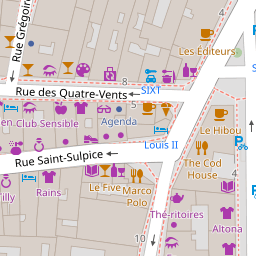 Rue Grégoire
Les Éditeurs
5
8
SIXT
Rue des Quatre-Vents
en
Club Sensible
Agenda
Le Hibou
Louis II
Rue Saint-Sulpice
The Cod
House
Rains
Le Five
Marco
Polo
Thé-ritoires
Altona
10